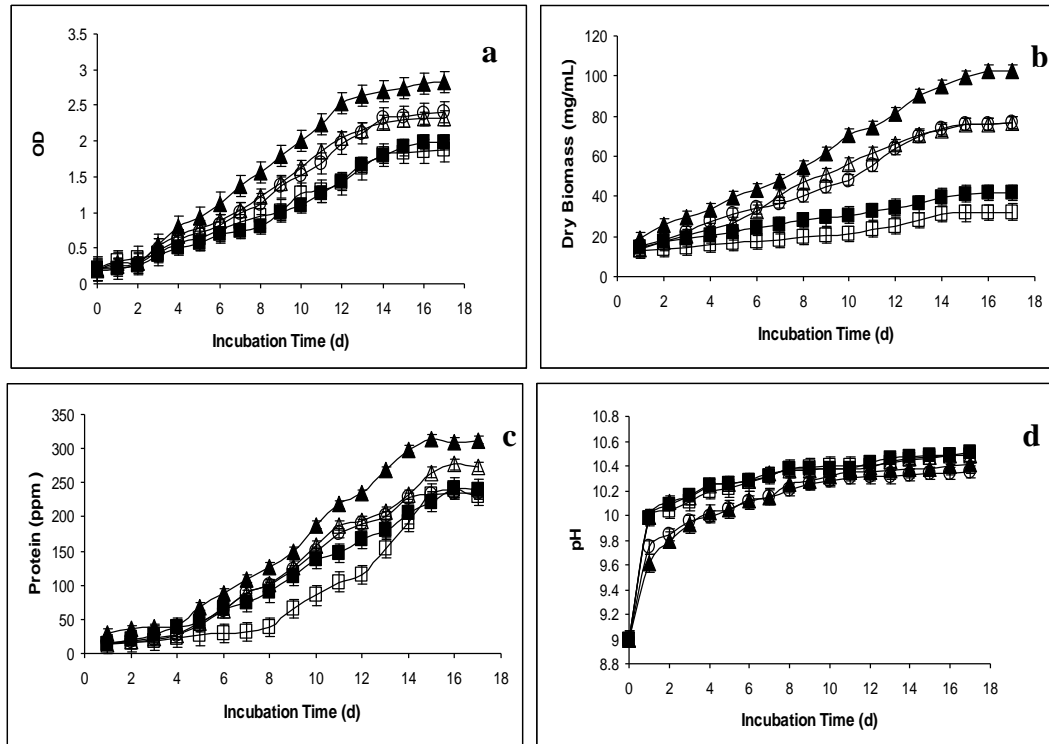 a
3.5
3
2.5
2
1.5
1
0.5
0
OD
0 2 4 6 8 10 12 14 16 18
Incubation Time (d)
b
120
100
80
60
40
20
0
Dry Biomass (mg/mL)
0 2 4 6 8 10 12 14 16 18
Incubation Time (d)
c
350
300
250
200
150
100
50
0
Protein (ppm )
0 2 4 6 8 10 12 14 16 18
Incubation Time (d)
d
10.8
10.6
10.4
10.2
10
9.8
9.6
9.4
9.2
9
8.8
pH
0 2 4 6 8 10 12 14 16 18
Incubation Time (d)